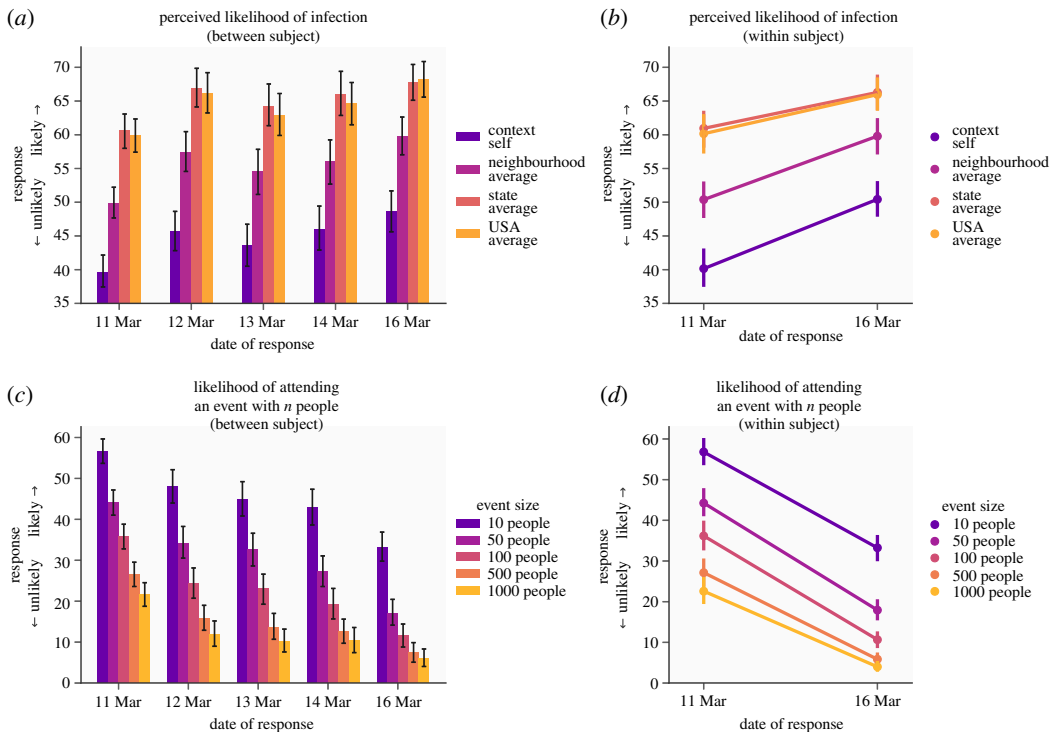 (a)
perceived likelihood of infection
(between subject)
70
65
60
55
50
45
40
35
response
← unlikely likely →
11 Mar
12 Mar
13 Mar
14 Mar
16 Mar
date of response
context
self
neighbourhood
average
state
average
USA
average
(b)
perceived likelihood of infection
(within subject)
70
65
60
55
50
45
40
35
response
← unlikely likely →
11 Mar
16 Mar
date of response
context
self
neighbourhood
average
state
average
USA
average
(c)
likelihood of attending
an event with n people
(between subject)
60
50
40
30
20
10
0
response
← unlikely likely →
11 Mar
12 Mar
13 Mar
14 Mar
16 Mar
date of response
event size
10 people
50 people
100 people
500 people
1000 people
(d)
likelihood of attending
an event with n people
(within subject)
60
50
40
30
20
10
0
response
← unlikely likely →
11 Mar
16 Mar
date of response
event size
10 people
50 people
100 people
500 people
1000 people